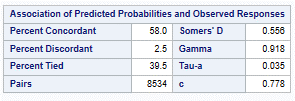 Association of Predicted Probabilities and Observed Responses
Percent Concordant 58.0 Somers' D 0.556
Percent Discordant 2.5 Gamma 0.918
Percent Tied 39.5 Tau-a 0.035
Pairs 8534 c 0.778